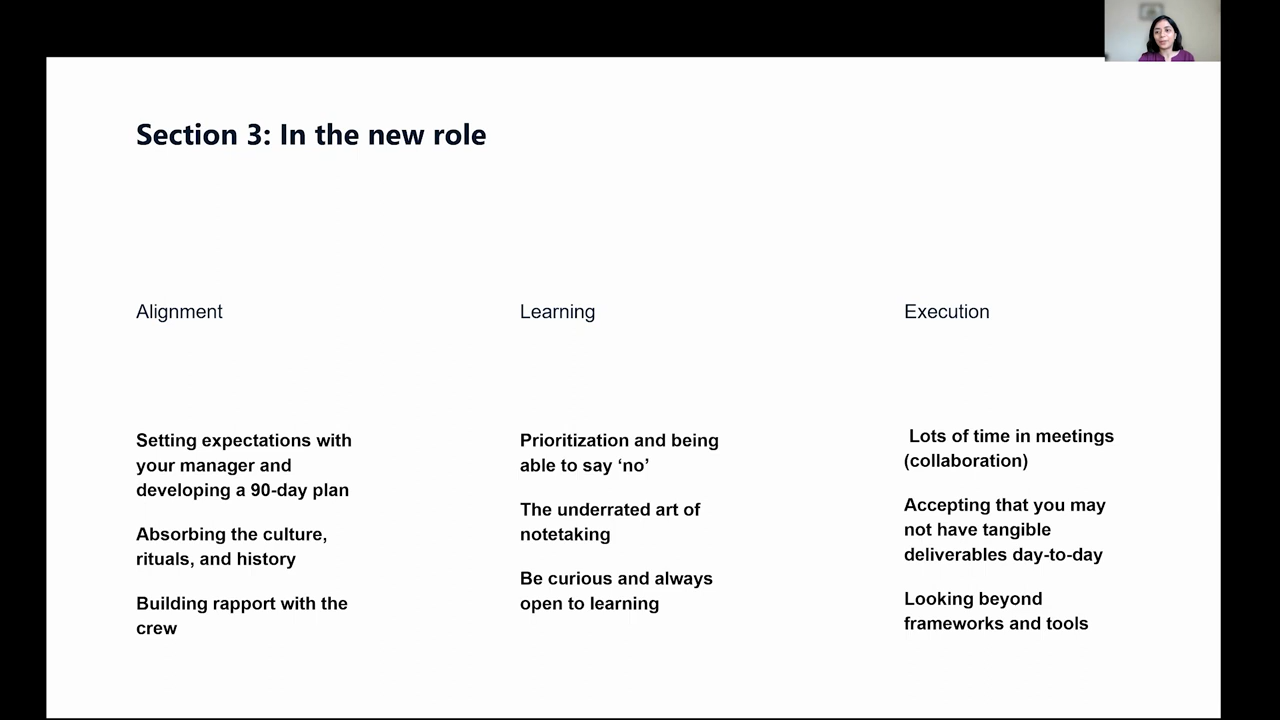 Section 3: In the new role
Alignment
Setting expectations with
your manager and
developing a 90-day plan
Absorbing the culture,
rituals, and history
Building rapport with the
crew
Learning
Prioritization and being
able to say ‘no’
The underrated art of
notetaking
Be curious and always
open to learning
Execution
Lots of time in meetings
(collaboration)
Accepting that you may
not have tangible
deliverables day-to-day
Looking beyond
frameworks and tools